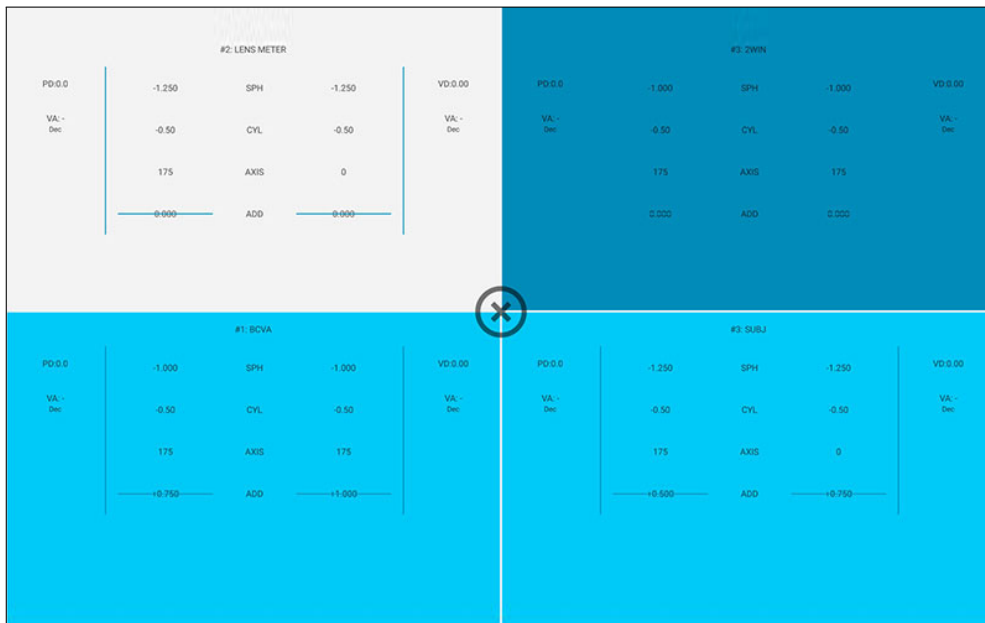 #2: LENS METER
PD:0.0 -1.250 SPH -1.250 VD:0.00
VA: - -0.50 CYL -0.50 VA: -
Dec Dec
175 AXIS 0
0.000 ADD 0.000
#3: 2WIN
PD:0.0 -1.000 SPH -1.000 VD:0.00
VA: - -0.50 CYL -0.50 VA: -
Dec Dec
175 AXIS 175
0.000 ADD 0.000
#1: BCVA
PD:0.0 -1.000 SPH -1.000 VD:0.00
VA: - -0.50 CYL -0.50 VA: -
Dec Dec
175 AXIS 175
+0.750 ADD +1.000
#3: SUBJ
PD:0.0 -1.250 SPH -1.250 VD:0.00
VA: - -0.50 CYL -0.50 VA: -
Dec Dec
175 AXIS 0
+0.500 ADD +0.750